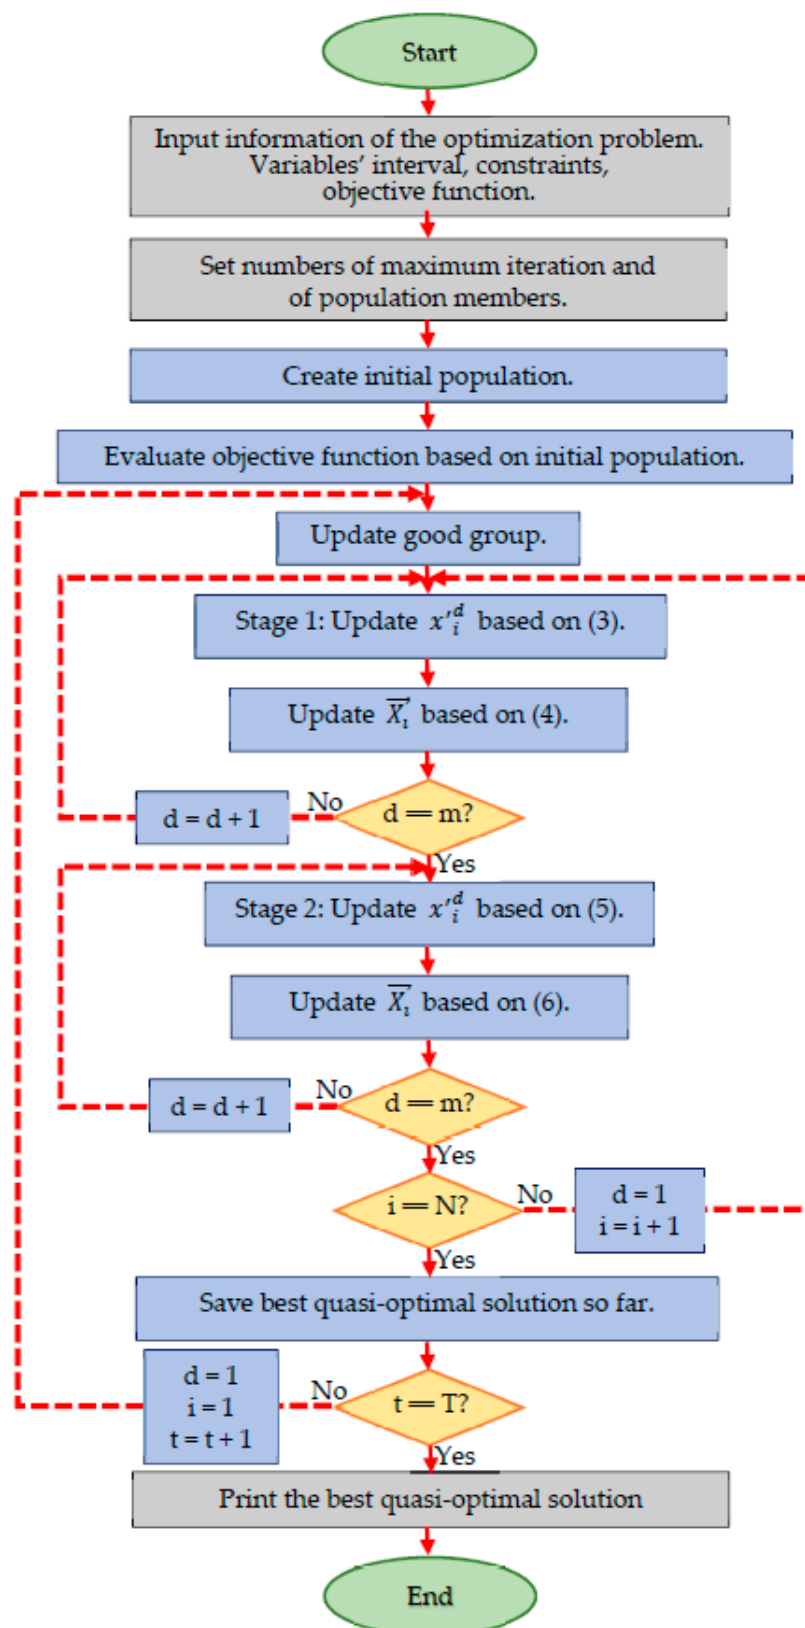 Start
Input information of the optimization problem.
Variables' interval, constraints,
objective function.
Set numbers of maximum iteration and
of population members.
Create initial population.
Evaluate objective function based on initial population.
Update good group.
Stage 1: Update x′ᵢᵈ based on (3).
Update X⃗ᵢ based on (4).
d == m?
No
d = d + 1
Yes
Stage 2: Update x′ᵢᵈ based on (5).
Update X⃗ᵢ based on (6).
d == m?
No
d = d + 1
Yes
i == N?
No
d = 1
i = i + 1
Yes
Save best quasi-optimal solution so far.
t == T?
No
d = 1
i = 1
t = t + 1
Yes
Print the best quasi-optimal solution
End